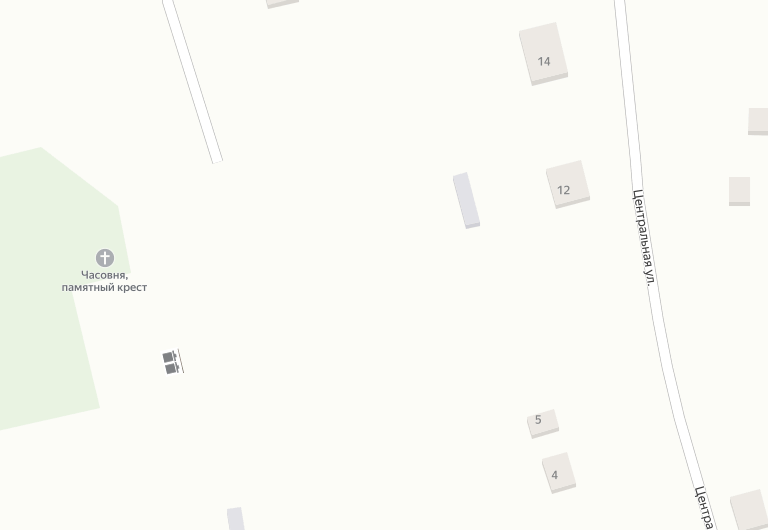 14
12
Центральная ул.
Часовня,
памятный крест
5
4
Центра